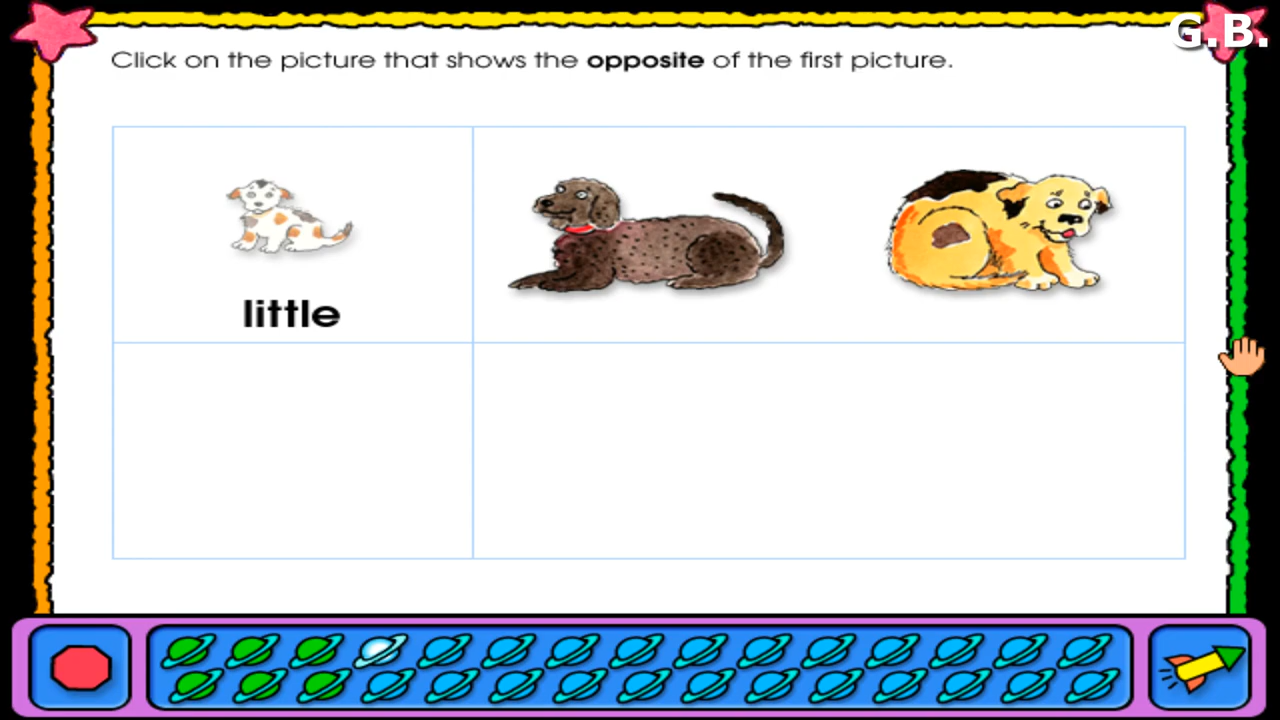 G.B.
Click on the picture that shows the opposite of the first picture.
little